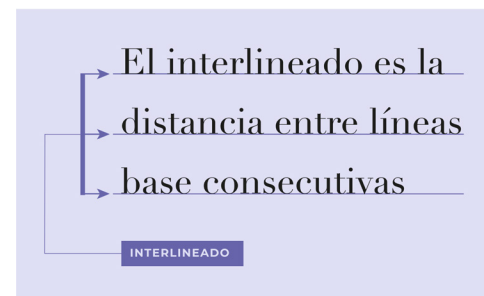 El interlineado es la
distancia entre líneas
base consecutivas
INTERLINEADO